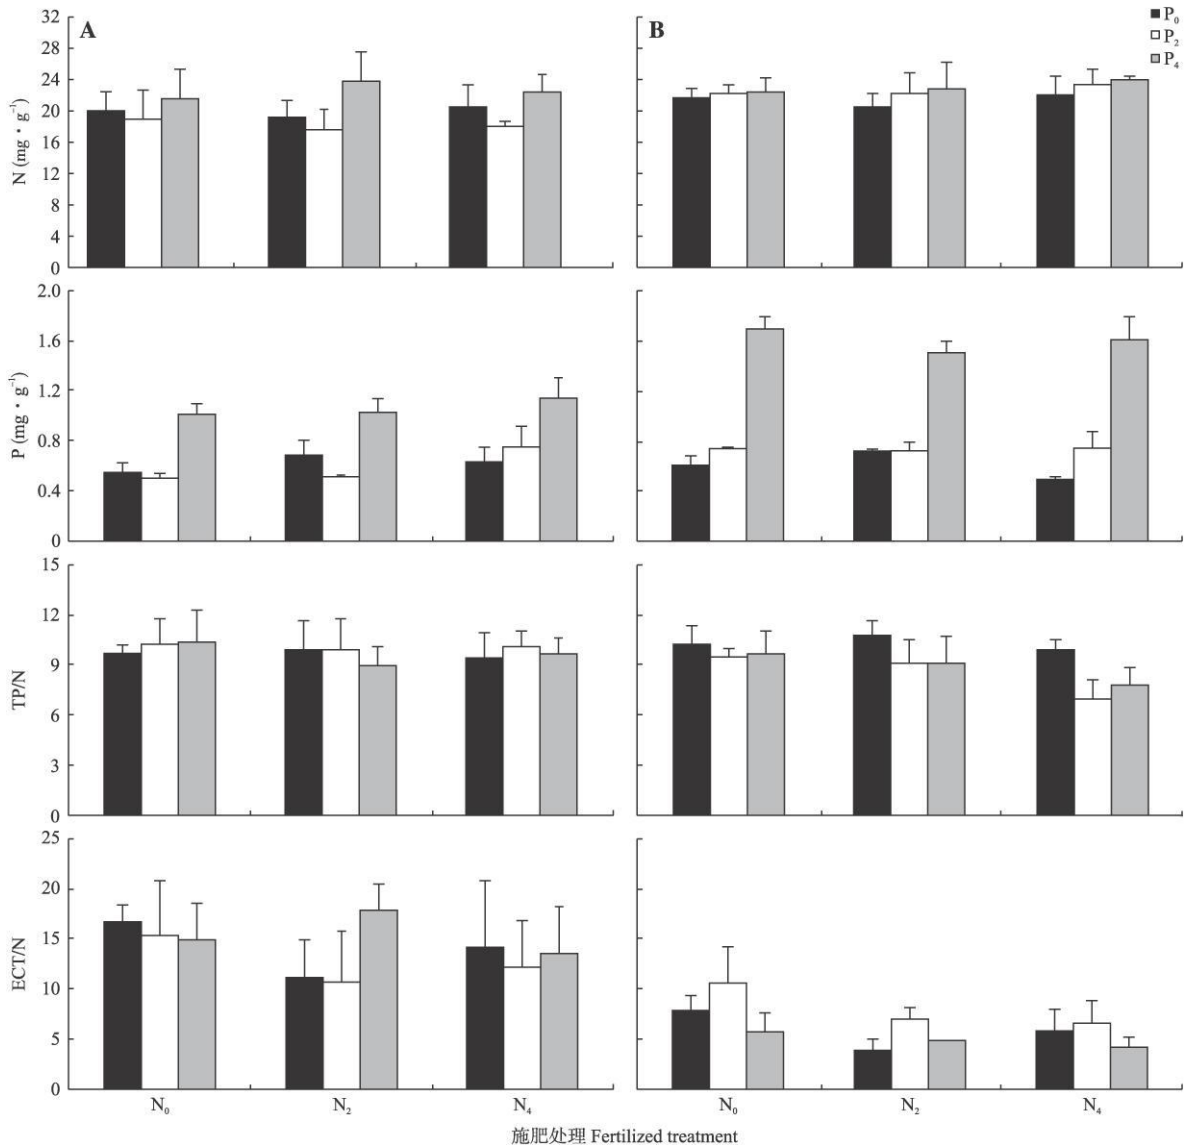 A
B
P₀
P₂
P₄
N (mg · g⁻¹)
32
28
24
20
16
12
8
4
0
P (mg · g⁻¹)
2.0
1.6
1.2
0.8
0.4
0
TP/N
15
12
9
6
3
0
ECT/N
25
20
15
10
5
0
N₀
N₂
N₄
N₀
N₂
N₄
施肥处理 Fertilized treatment